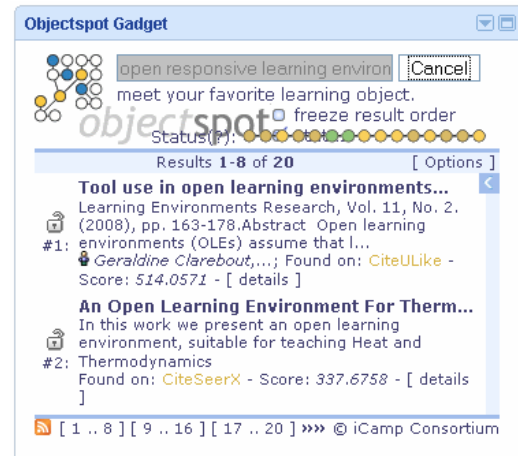 Objectspot Gadget
open responsive learning environ Cancel
meet your favorite learning object.
objectspot freeze result order
Status(?):
Results 1-8 of 20 [ Options ]
Tool use in open learning environments...
Learning Environments Research, Vol. 11, No. 2.
(2008), pp. 163-178.Abstract Open learning
#1: environments (OLEs) assume that l...
Geraldine Clarebout,...; Found on: CiteULike -
Score: 514.0571 - [ details ]
An Open Learning Environment For Therm...
In this work we present an open learning
environment, suitable for teaching Heat and
#2: Thermodynamics
Found on: CiteSeerX - Score: 337.6758 - [ details
]
[ 1 .. 8 ] [ 9 .. 16 ] [ 17 .. 20 ] »»» © iCamp Consortium